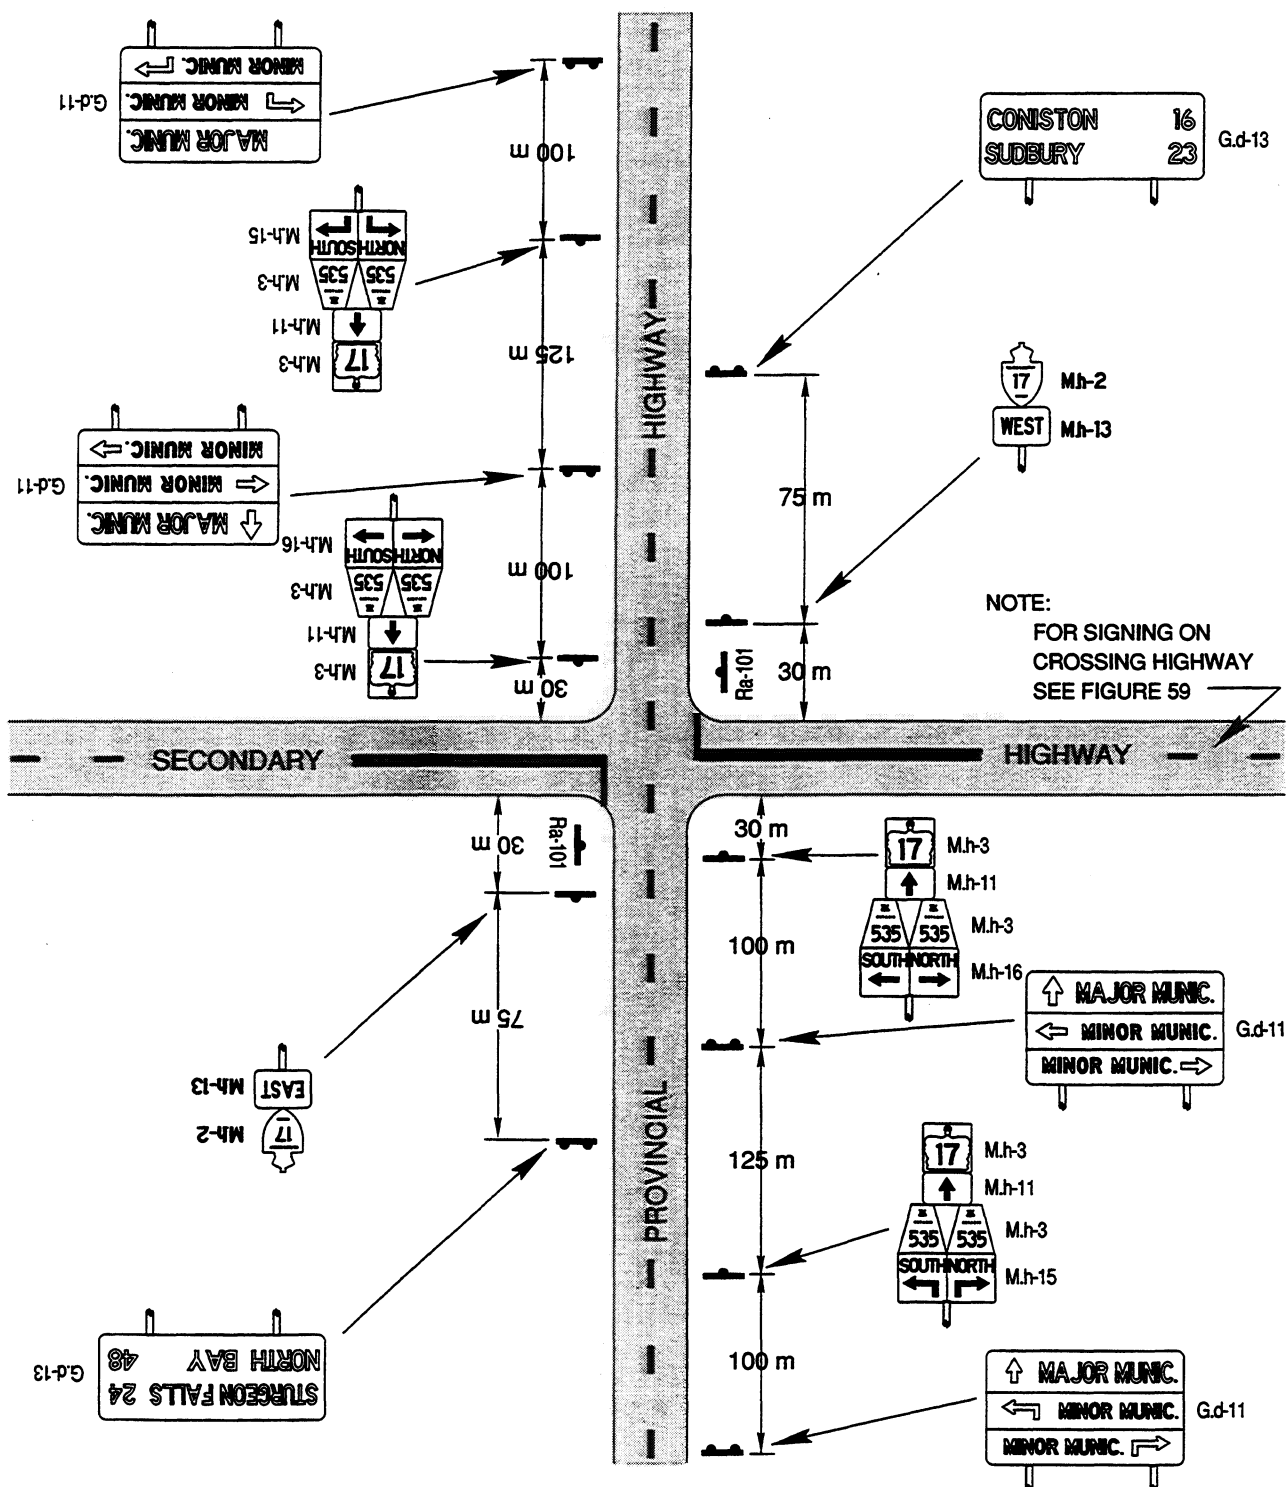 MINOR MUNIC.
MINOR MUNIC.
MAJOR MUNIC.
G.d-11
100 m
CONISTON 16
SUDBURY 23
G.d-13
M.h-15
SOUTH NORTH
535 535
M.h-3
M.h-11
17
M.h-3
125 m
HIGHWAY
17
M.h-2
WEST
M.h-13
MINOR MUNIC.
MINOR MUNIC.
MAJOR MUNIC.
G.d-11
75 m
M.h-16
SOUTH NORTH
535 535
M.h-3
M.h-11
17
M.h-3
100 m
30 m
Ra-101
30 m
NOTE:
FOR SIGNING ON
CROSSING HIGHWAY
SEE FIGURE 59
SECONDARY
HIGHWAY
30 m
Ra-101
30 m
17
M.h-3
M.h-11
535 535
M.h-3
SOUTH NORTH
M.h-16
100 m
75 m
MAJOR MUNIC.
MINOR MUNIC.
MINOR MUNIC.
G.d-11
EAST
M.h-13
17
M.h-2
PROVINCIAL
125 m
17
M.h-3
M.h-11
535 535
M.h-3
SOUTH NORTH
M.h-15
NORTH BAY 48
STURGEON FALLS 24
G.d-13
100 m
MAJOR MUNIC.
MINOR MUNIC.
MINOR MUNIC.
G.d-11